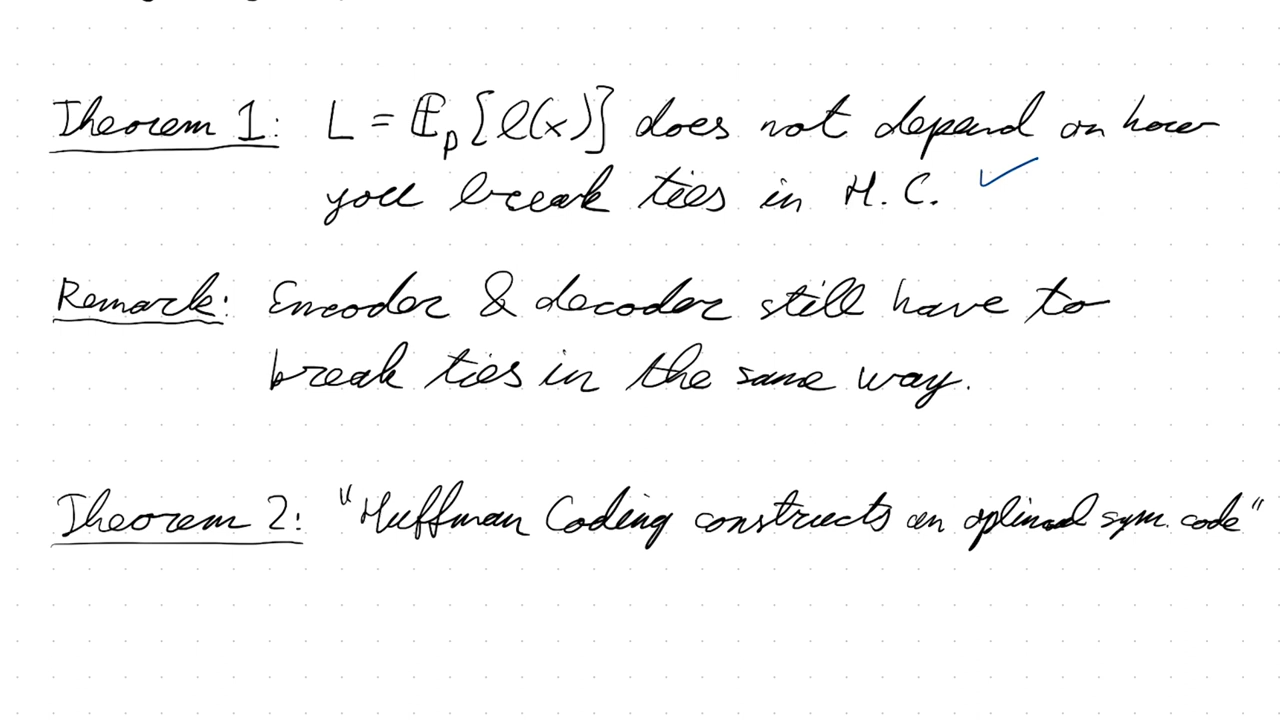 Theorem 1: L = 𝔼ₚ[ℓ(x)] does not depend on how
you break ties in H.C. ✓
Remark: Encoder & decoder still have to
break ties in the same way.
Theorem 2: "Huffman Coding constructs an optimal sym. code"